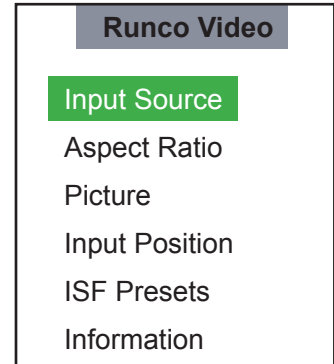 Runco Video
Input Source
Aspect Ratio
Picture
Input Position
ISF Presets
Information